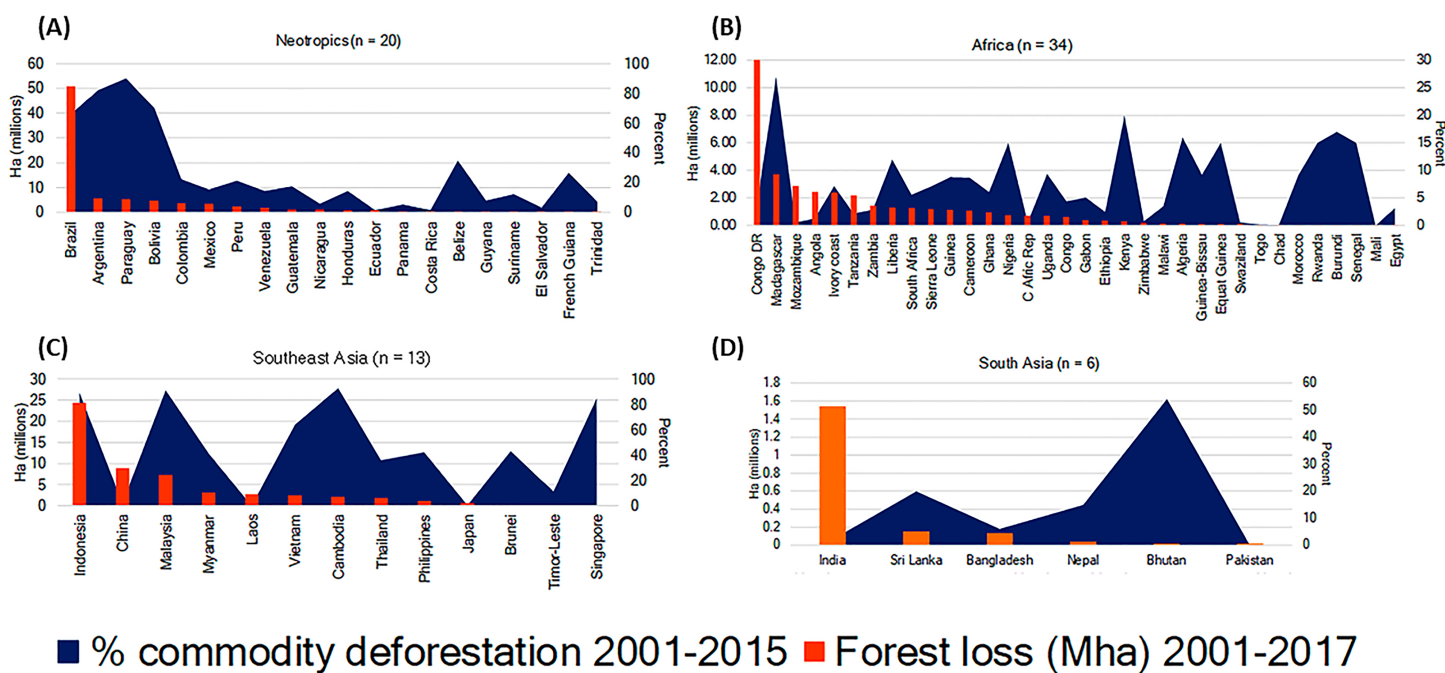 (A)
Neotropics (n = 20)
Ha (millions)
60
50
40
30
20
10
0
100
80
60
40
20
0
Percent
Brazil
Argentina
Paraguay
Bolivia
Colombia
Mexico
Peru
Venezuela
Guatemala
Nicaragua
Honduras
Ecuador
Panama
Costa Rica
Belize
Guyana
Suriname
El Salvador
French Guiana
Trinidad
(B)
Africa (n = 34)
Ha (millions)
12.00
10.00
8.00
6.00
4.00
2.00
0.00
30
25
20
15
10
5
0
Percent
Congo DR
Madagascar
Mozambique
Angola
Ivory coast
Tanzania
Zambia
Liberia
South Africa
Sierra Leone
Guinea
Cameroon
Ghana
Nigeria
C Afric Rep
Uganda
Congo
Gabon
Ethiopia
Kenya
Zimbabwe
Malawi
Algeria
Guinea-Bissau
Equat Guinea
Swaziland
Togo
Chad
Morocco
Rwanda
Burundi
Senegal
Mali
Egypt
(C)
Southeast Asia (n = 13)
Ha (millions)
30
25
20
15
10
5
0
100
80
60
40
20
0
Percent
Indonesia
China
Malaysia
Myanmar
Laos
Vietnam
Cambodia
Thailand
Philippines
Japan
Brunei
Timor-Leste
Singapore
(D)
South Asia (n = 6)
Ha (millions)
1.8
1.6
1.4
1.2
1
0.8
0.6
0.4
0.2
0
60
50
40
30
20
10
0
Percent
India
Sri Lanka
Bangladesh
Nepal
Bhutan
Pakistan
% commodity deforestation 2001-2015
Forest loss (Mha) 2001-2017